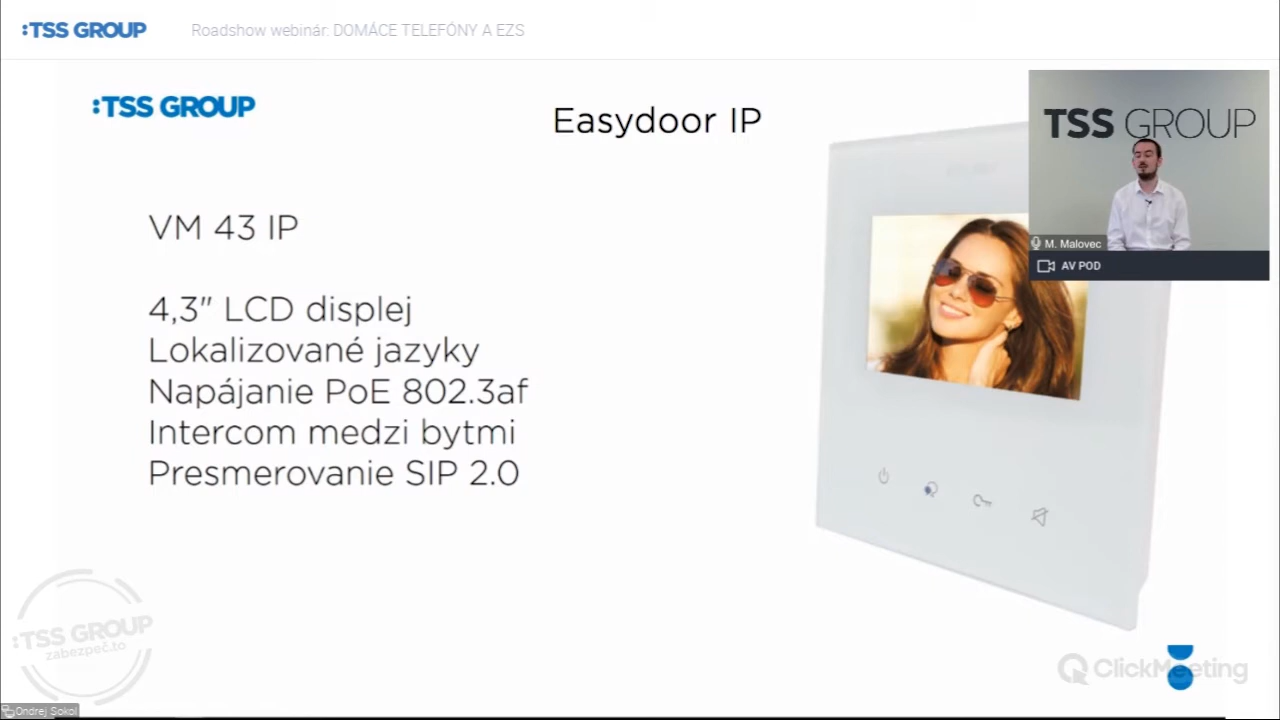 :TSS GROUP
Roadshow webinár: DOMÁCE TELEFÓNY A EZS
:TSS GROUP
Easydoor IP
TSS GROUP
M. Malovec
AV POD
VM 43 IP
4,3" LCD displej
Lokalizované jazyky
Napájanie PoE 802.3af
Intercom medzi bytmi
Presmerovanie SIP 2.0
:TSS GROUP
zabezpeč.to
ClickMeeting
Ondrej Sokol